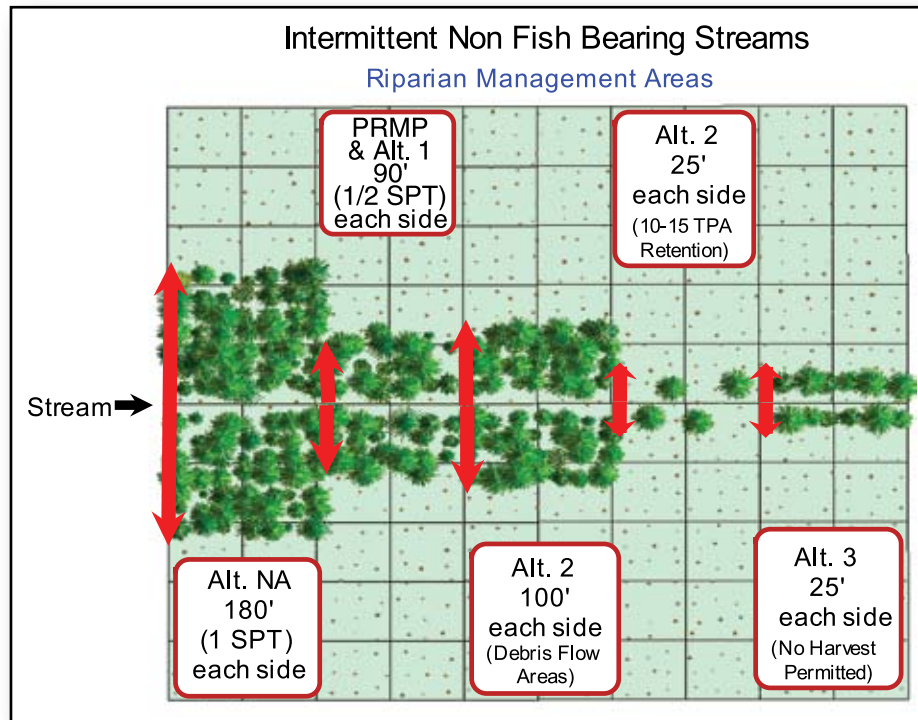 Intermittent Non Fish Bearing Streams
Riparian Management Areas
PRMP
& Alt. 1
90'
(1/2 SPT)
each side
Alt. 2
25'
each side
(10-15 TPA
Retention)
Stream
Alt. NA
180'
(1 SPT)
each side
Alt. 2
100'
each side
(Debris Flow
Areas)
Alt. 3
25'
each side
(No Harvest
Permitted)